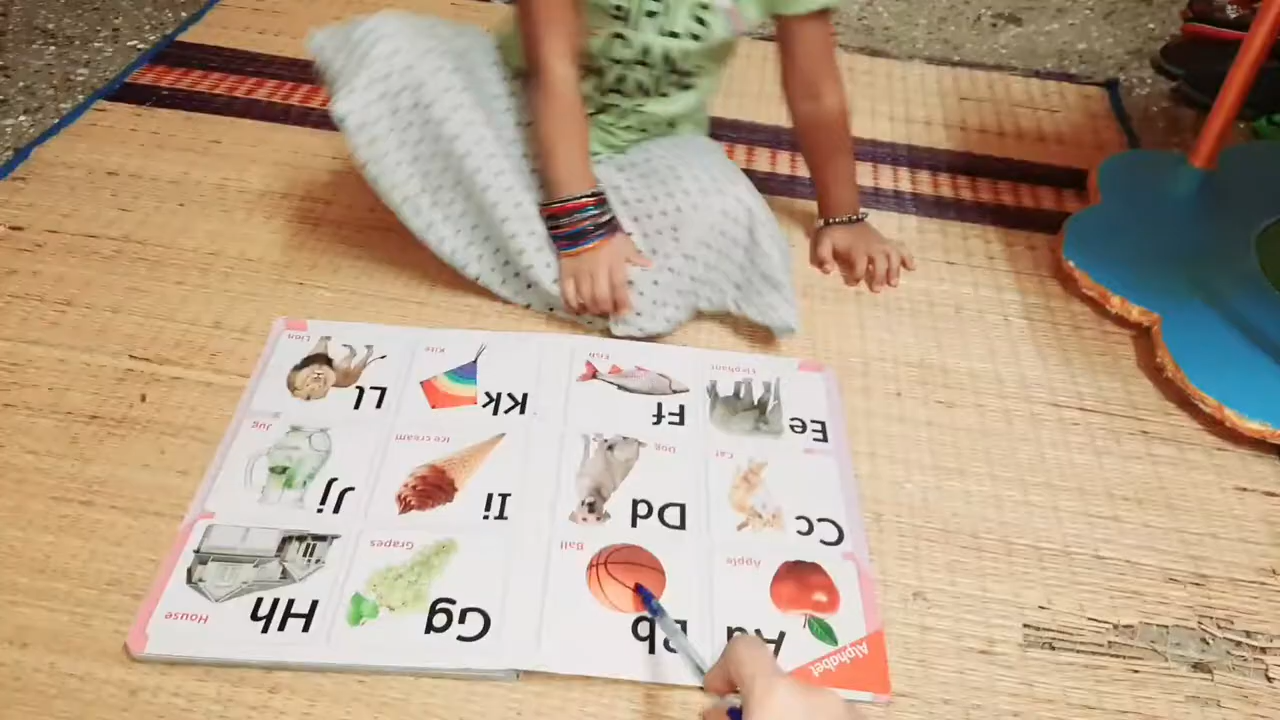 GIRLS
Alphabet
Aa
Apple
Bb
Ball
Cc
Cat
Dd
Dog
Ee
Elephant
Ff
Fish
Gg
Grapes
Hh
House
Ii
Ice cream
Jj
Jug
Kk
Kite
Ll
Lion